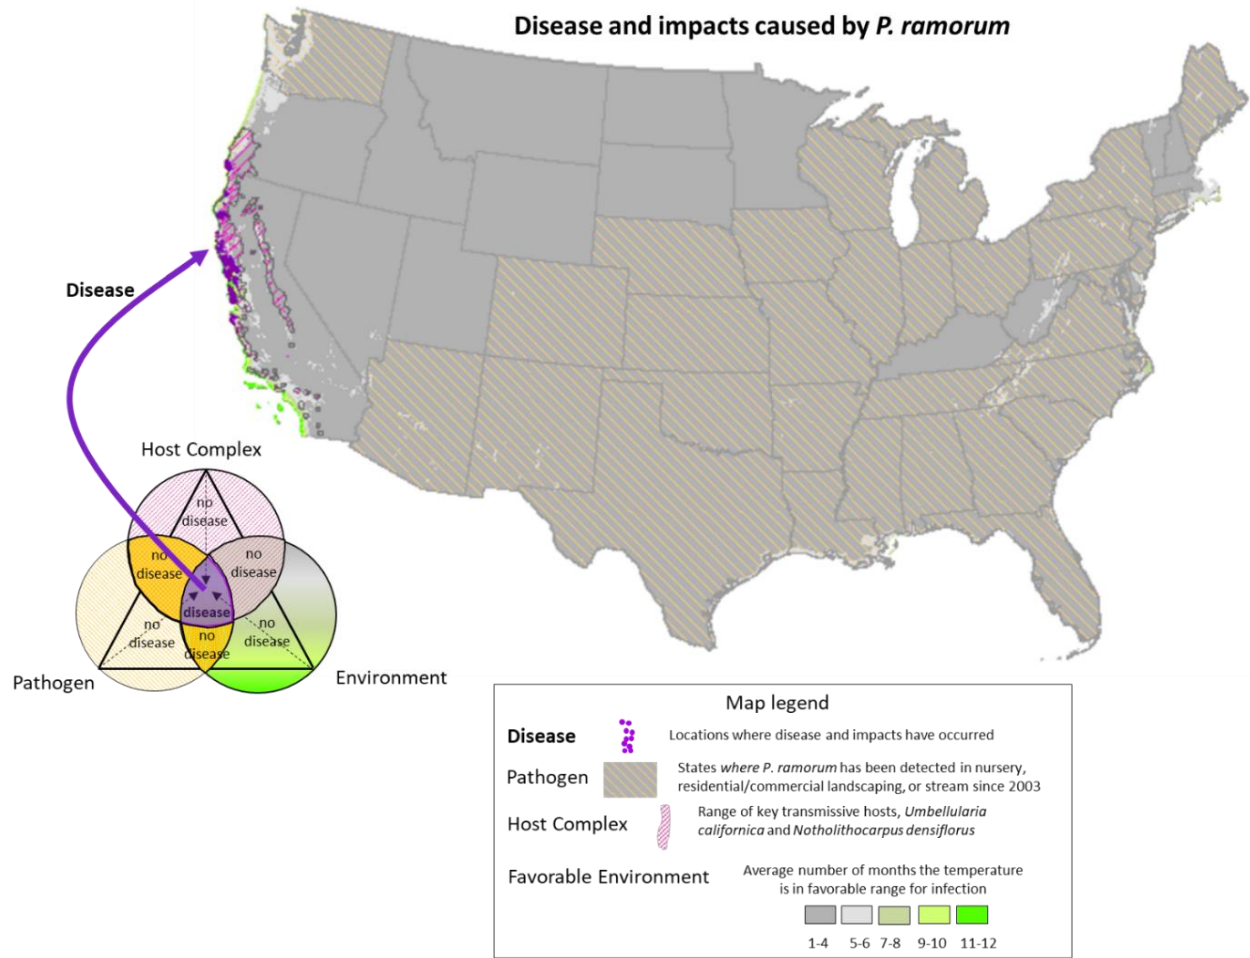 Disease and impacts caused by P. ramorum
Disease
Host Complex
no
disease
no
disease
no
disease
disease
no
disease
no
disease
no
disease
Pathogen
Environment
Map legend
Disease
Locations where disease and impacts have occurred
Pathogen
States where P. ramorum has been detected in nursery,
residential/commercial landscaping, or stream since 2003
Host Complex
Range of key transmissive hosts, Umbellularia
californica and Notholithocarpus densiflorus
Favorable Environment
Average number of months the temperature
is in favorable range for infection
1-4 5-6 7-8 9-10 11-12